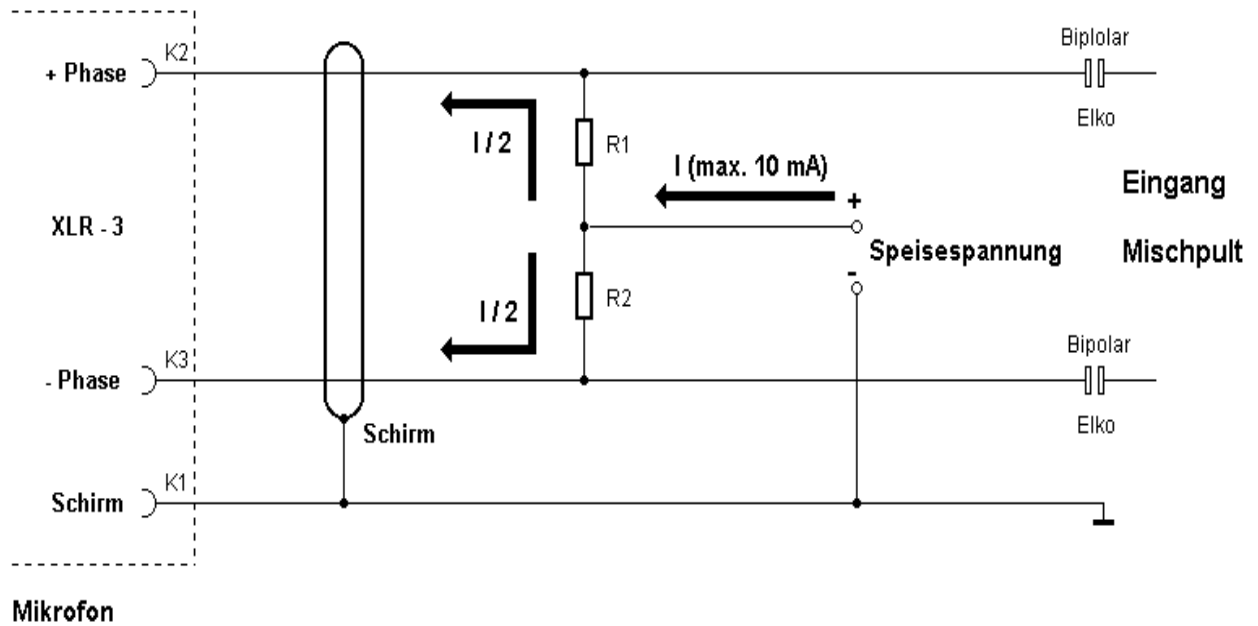 Biplolar
K2
+ Phase
Elko
I / 2
R1
I (max. 10 mA)
+
Eingang
XLR - 3
Speisespannung
Mischpult
-
R2
I / 2
Bipolar
K3
- Phase
Elko
Schirm
K1
Schirm
Mikrofon